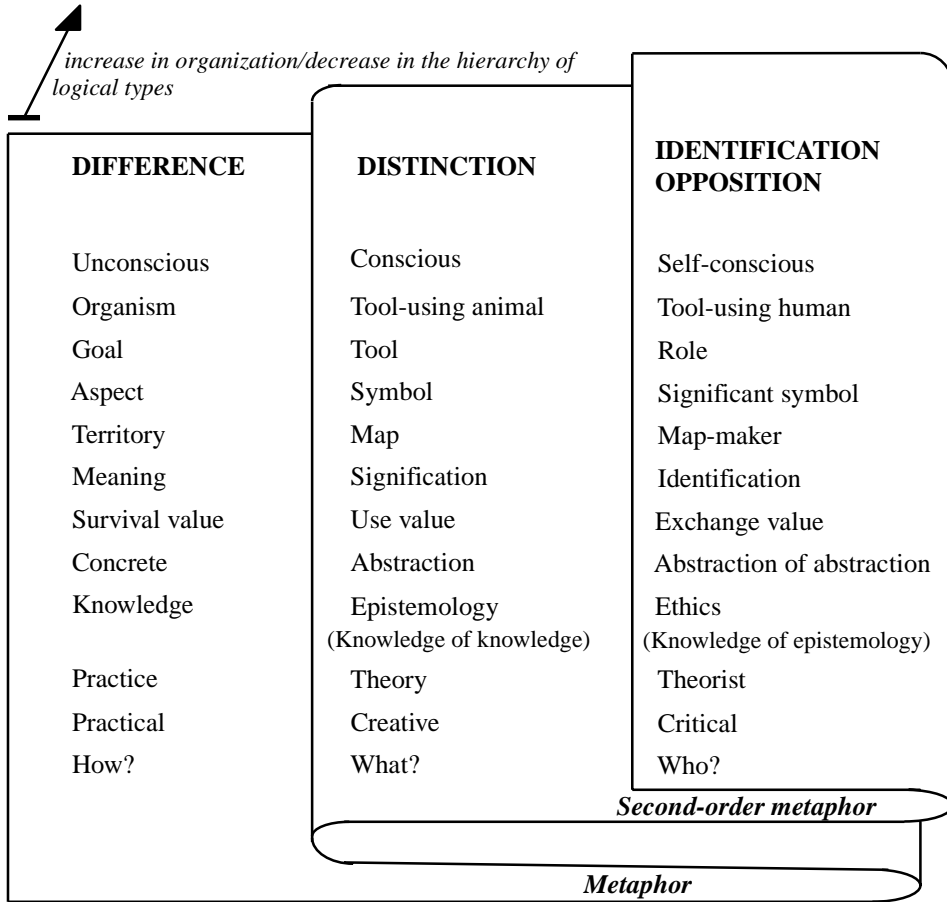 increase in organization/decrease in the hierarchy of
logical types
DIFFERENCE
Unconscious
Organism
Goal
Aspect
Territory
Meaning
Survival value
Concrete
Knowledge
Practice
Practical
How?
DISTINCTION
Conscious
Tool-using animal
Tool
Symbol
Map
Signification
Use value
Abstraction
Epistemology
(Knowledge of knowledge)
Theory
Creative
What?
IDENTIFICATION
OPPOSITION
Self-conscious
Tool-using human
Role
Significant symbol
Map-maker
Identification
Exchange value
Abstraction of abstraction
Ethics
(Knowledge of epistemology)
Theorist
Critical
Who?
Second-order metaphor
Metaphor